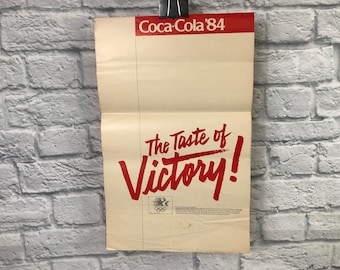 Coca-Cola '84
The Taste of
Victory!